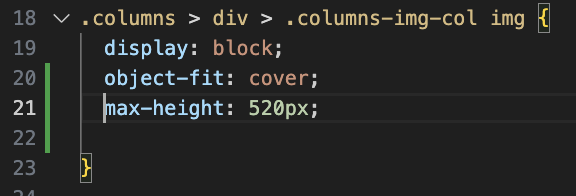 18 .columns > div > .columns-img-col img {
19 display: block;
20 object-fit: cover;
21 max-height: 520px;
22
23 }
24